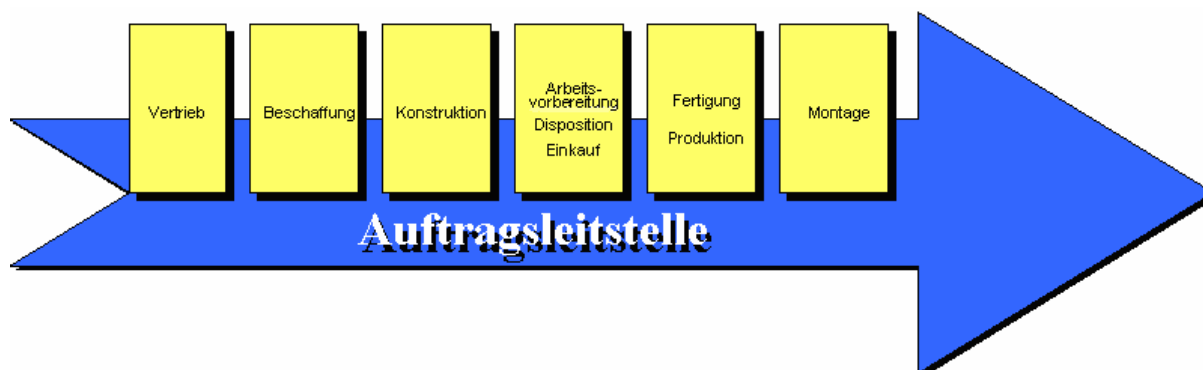 Vertrieb
Beschaffung
Konstruktion
Arbeits-
vorbereitung
Disposition
Einkauf
Fertigung
Produktion
Montage
Auftragsleitstelle